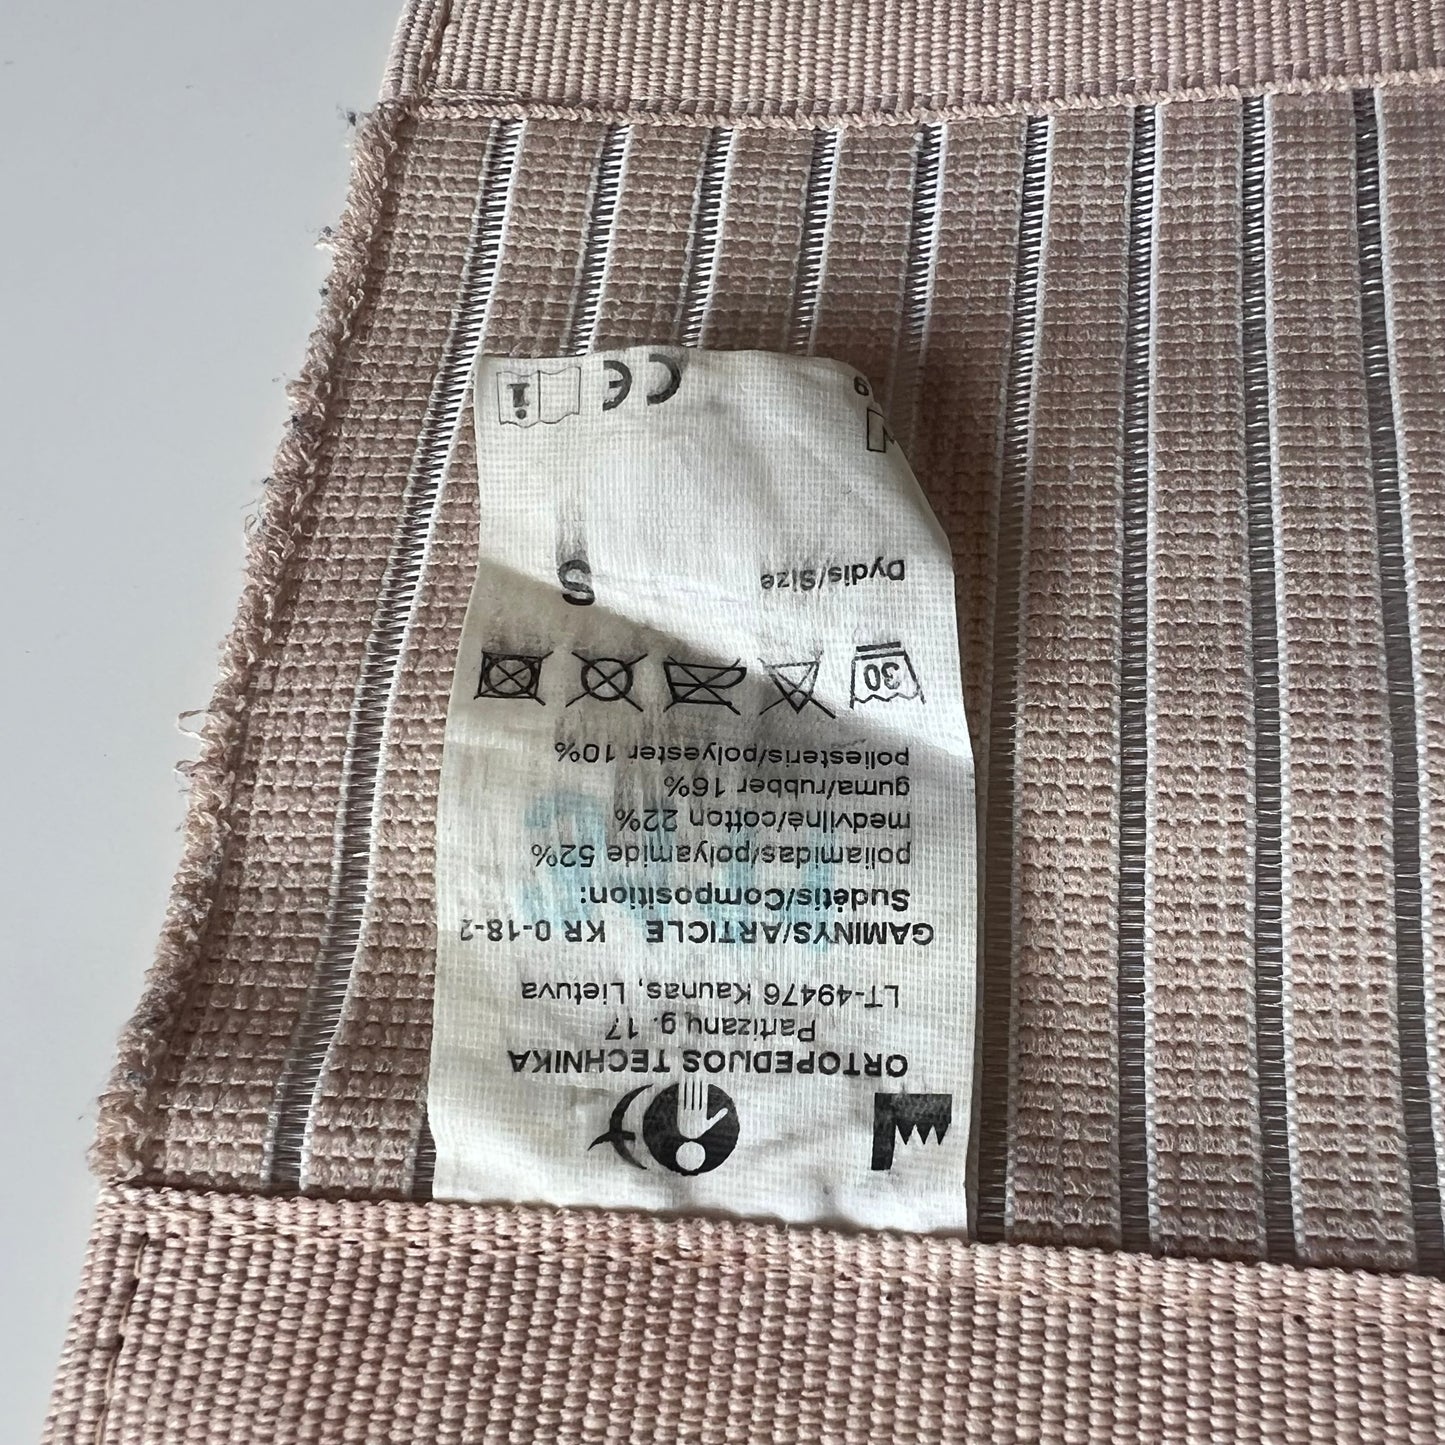 ORTOPEDIJOS TECHNIKA
Partizanų g. 17
LT-49476 Kaunas, Lietuva
GAMINYS/ARTICLE KR 0-18-2
Sudėtis/Composition:
poliamidas/polyamide 52%
medvilnė/cotton 22%
guma/rubber 16%
poliesteris/polyester 10%
30
Dydis/Size S
i CE